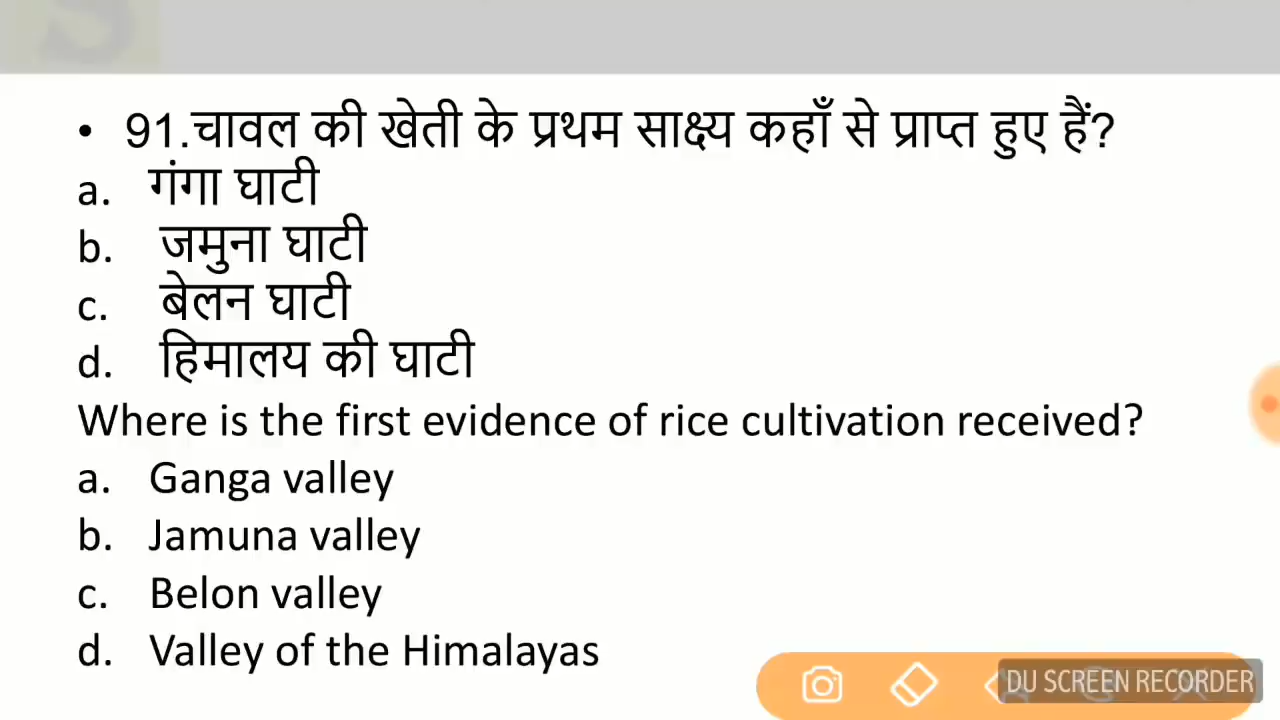 • 91.चावल की खेती के प्रथम साक्ष्य कहाँ से प्राप्त हुए हैं?
a. गंगा घाटी
b. जमुना घाटी
c. बेलन घाटी
d. हिमालय की घाटी
Where is the first evidence of rice cultivation received?
a. Ganga valley
b. Jamuna valley
c. Belon valley
d. Valley of the Himalayas
DU SCREEN RECORDER